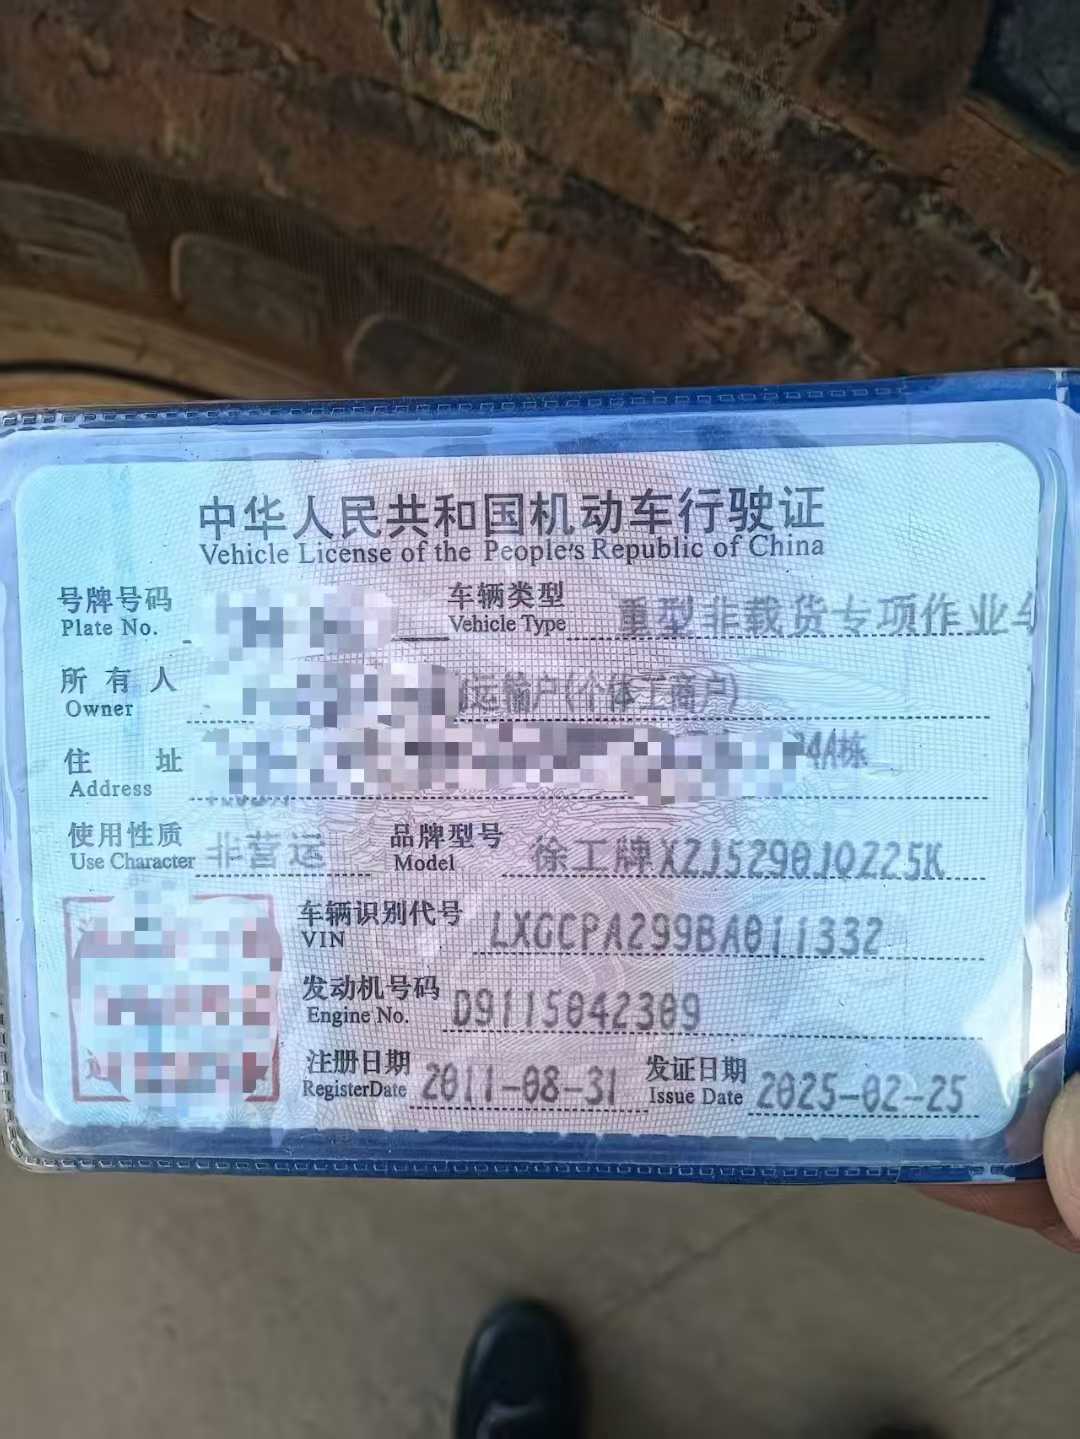 中华人民共和国机动车行驶证
Vehicle License of the People's Republic of China
号牌号码 车辆类型 重型非载货专项作业车
Plate No. Vehicle Type
所有人 运输户(个体工商户)
Owner
住址 4A栋
Address
使用性质 非营运 品牌型号 徐工牌XZJ5290JQZ25K
Use Character Model
车辆识别代号 LXGCPA299BA011332
VIN
发动机号码 D9115042309
Engine No.
注册日期 2011-08-31 发证日期 2025-02-25
RegisterDate Issue Date